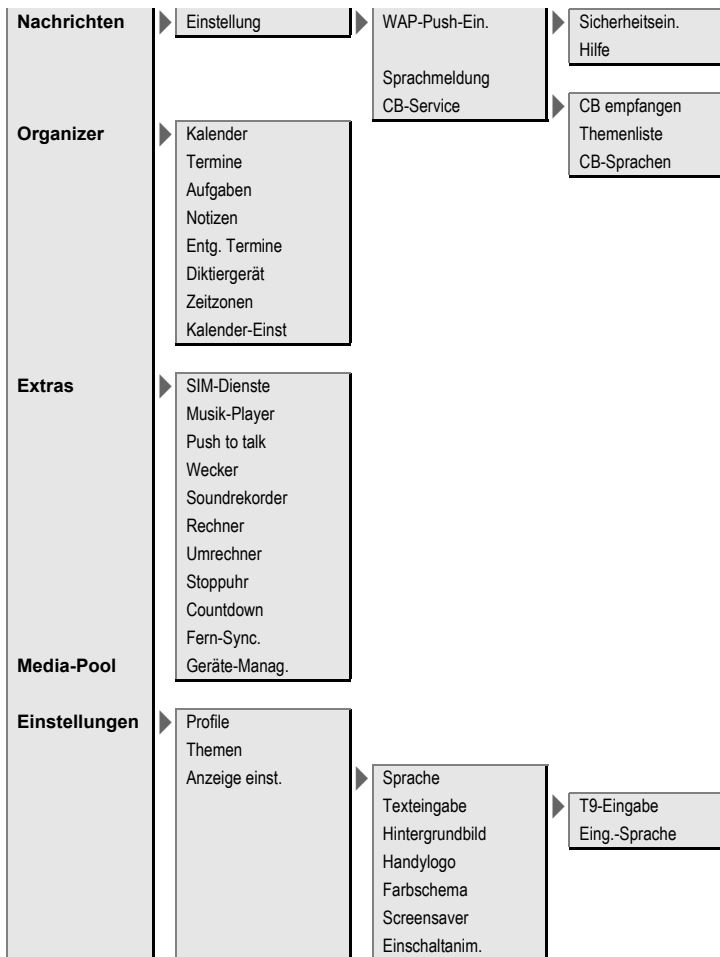 Nachrichten
Einstellung
WAP-Push-Ein.
Sicherheitsein.
Hilfe
Sprachmeldung
CB-Service
CB empfangen
Themenliste
CB-Sprachen
Organizer
Kalender
Termine
Aufgaben
Notizen
Entg. Termine
Diktiergerät
Zeitzonen
Kalender-Einst
Extras
SIM-Dienste
Musik-Player
Push to talk
Wecker
Soundrekorder
Rechner
Umrechner
Stoppuhr
Countdown
Fern-Sync.
Geräte-Manag.
Media-Pool
Einstellungen
Profile
Themen
Anzeige einst.
Sprache
Texteingabe
T9-Eingabe
Eing.-Sprache
Hintergrundbild
Handylogo
Farbschema
Screensaver
Einschaltanim.